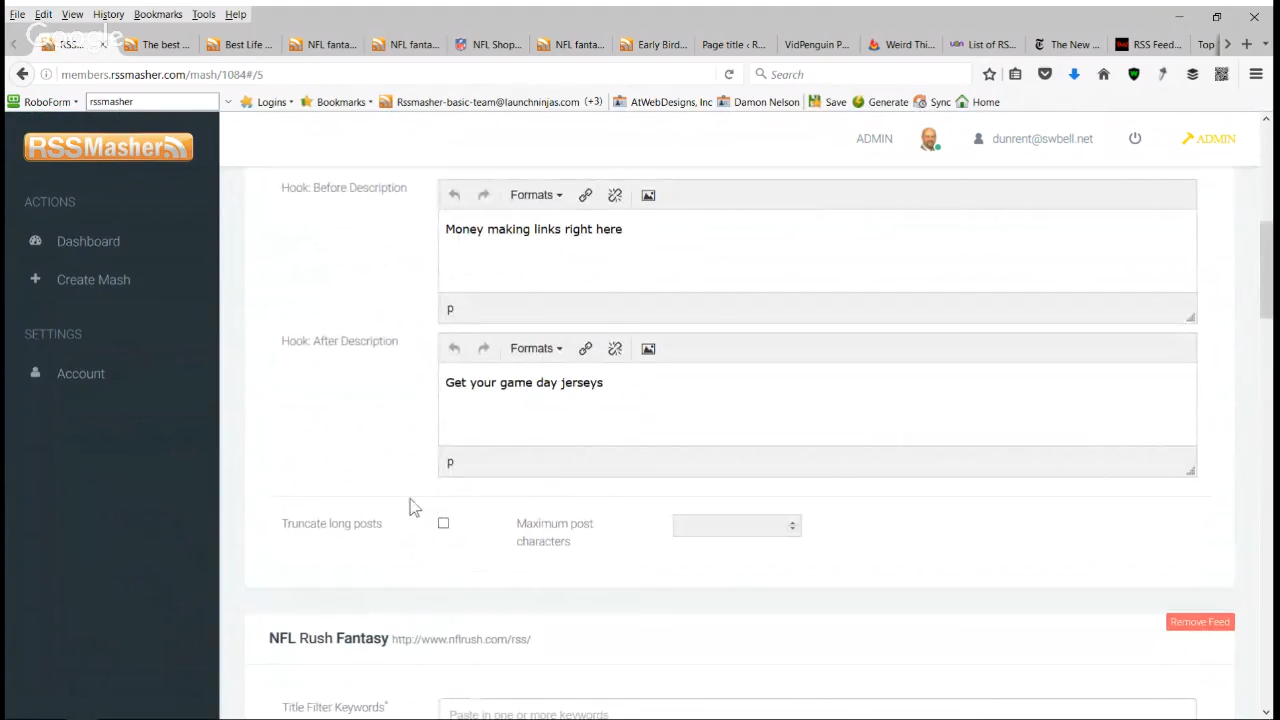 File Edit View History Bookmarks Tools Help
Google
RSS... The best ... Best Life ... NFL fanta... NFL fanta... NFL Shop... NFL fanta... Early Bird... Page title ‹ R... VidPenguin P... Weird Thi... List of RS... The New ... RSS Feed... Top
members.rssmasher.com/mash/1084#/5 Search
RoboForm rssmasher Logins Bookmarks Rssmasher-basic-team@launchninjas.com (+3) AtWebDesigns, Inc Damon Nelson Save Generate Sync Home
RSSMasher ADMIN dunrent@swbell.net ADMIN
ACTIONS
Dashboard
Create Mash
SETTINGS
Account
Hook: Before Description
Formats
Money making links right here
p
Hook: After Description
Formats
Get your game day jerseys
p
Truncate long posts Maximum post
characters
Remove Feed
NFL Rush Fantasy http://www.nflrush.com/rss/
Title Filter Keywords*
Paste in one or more keywords